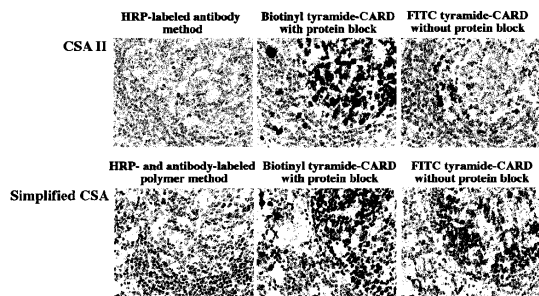 HRP-labeled antibody
method
Biotinyl tyramide-CARD
with protein block
FITC tyramide-CARD
without protein block
CSA II
HRP- and antibody-labeled
polymer method
Biotinyl tyramide-CARD
with protein block
FITC tyramide-CARD
without protein block
Simplified CSA